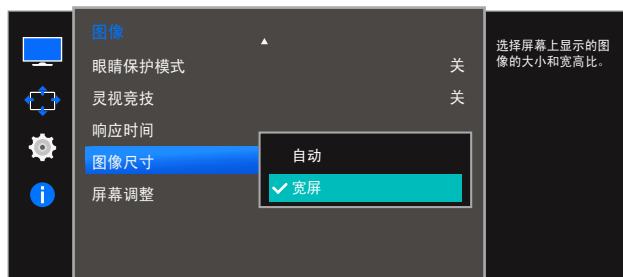 图像
眼睛保护模式 关
灵视竞技 关
响应时间
图像尺寸
屏幕调整
自动
宽屏
选择屏幕上显示的图
像的大小和宽高比。